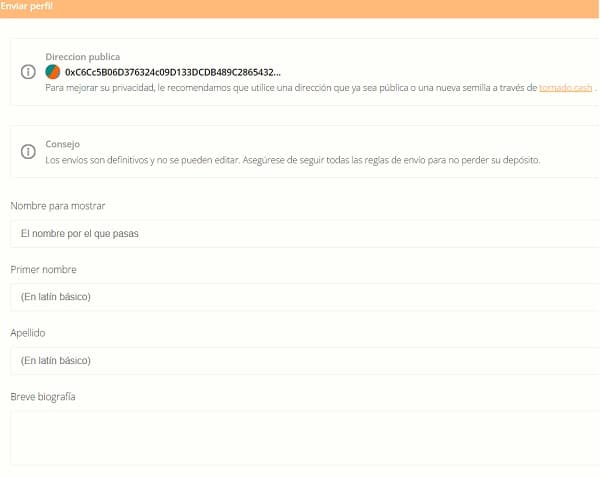 Enviar perfil
Direccion publica
0xC6Cc5B06D376324c09D133DCDB489C2865432...
Para mejorar su privacidad, le recomendamos que utilice una dirección que ya sea pública o una nueva semilla a través de tornado.cash .
Consejo
Los envíos son definitivos y no se pueden editar. Asegúrese de seguir todas las reglas de envío para no perder su depósito.
Nombre para mostrar
El nombre por el que pasas
Primer nombre
(En latín básico)
Apellido
(En latín básico)
Breve biografía